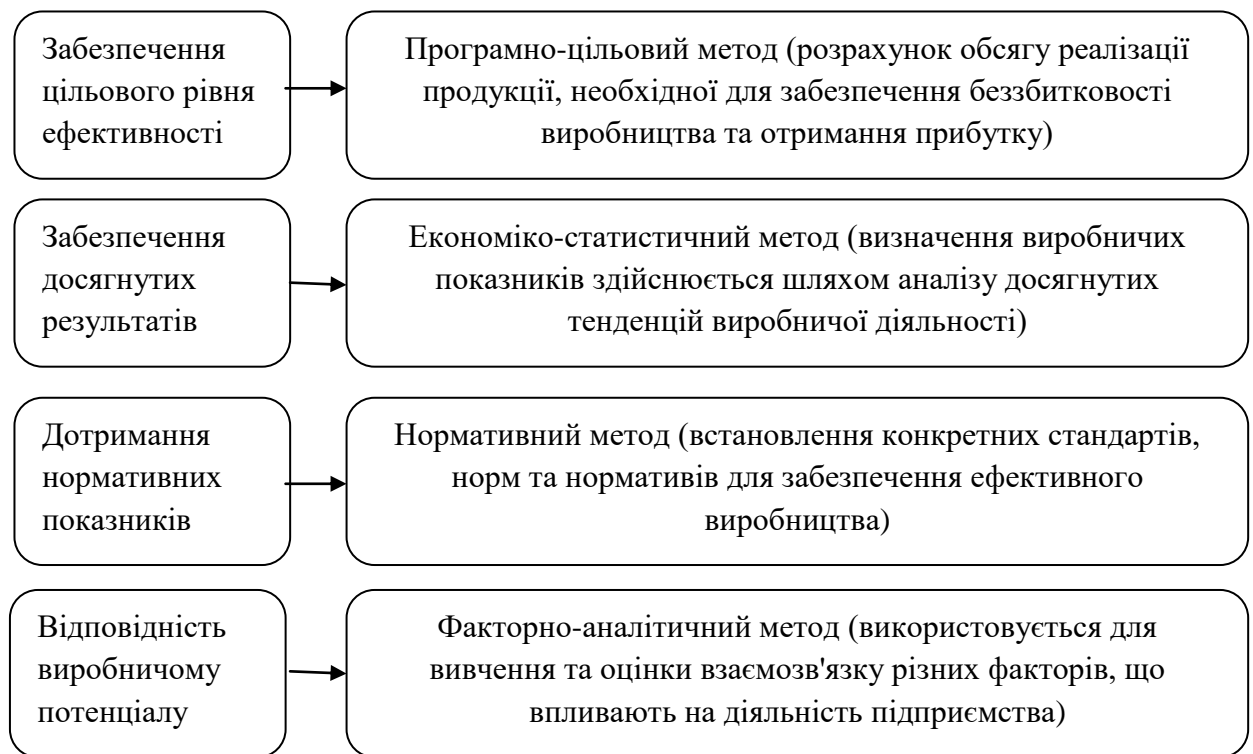 Забезпечення
цільового рівня
ефективності
Програмно-цільовий метод (розрахунок обсягу реалізації
продукції, необхідної для забезпечення беззбитковості
виробництва та отримання прибутку)
Забезпечення
досягнутих
результатів
Економіко-статистичний метод (визначення виробничих
показників здійснюється шляхом аналізу досягнутих
тенденцій виробничої діяльності)
Дотримання
нормативних
показників
Нормативний метод (встановлення конкретних стандартів,
норм та нормативів для забезпечення ефективного
виробництва)
Відповідність
виробничому
потенціалу
Факторно-аналітичний метод (використовується для
вивчення та оцінки взаємозв'язку різних факторів, що
впливають на діяльність підприємства)